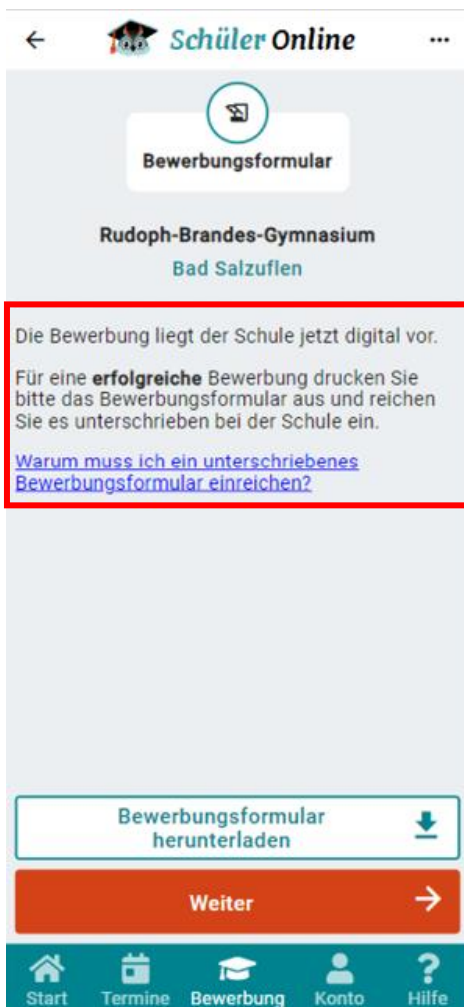 Schüler Online
Bewerbungsformular
Rudoph-Brandes-Gymnasium
Bad Salzuflen
Die Bewerbung liegt der Schule jetzt digital vor.
Für eine erfolgreiche Bewerbung drucken Sie
bitte das Bewerbungsformular aus und reichen
Sie es unterschrieben bei der Schule ein.
Warum muss ich ein unterschriebenes
Bewerbungsformular einreichen?
Bewerbungsformular
herunterladen
Weiter
Start Termine Bewerbung Konto Hilfe